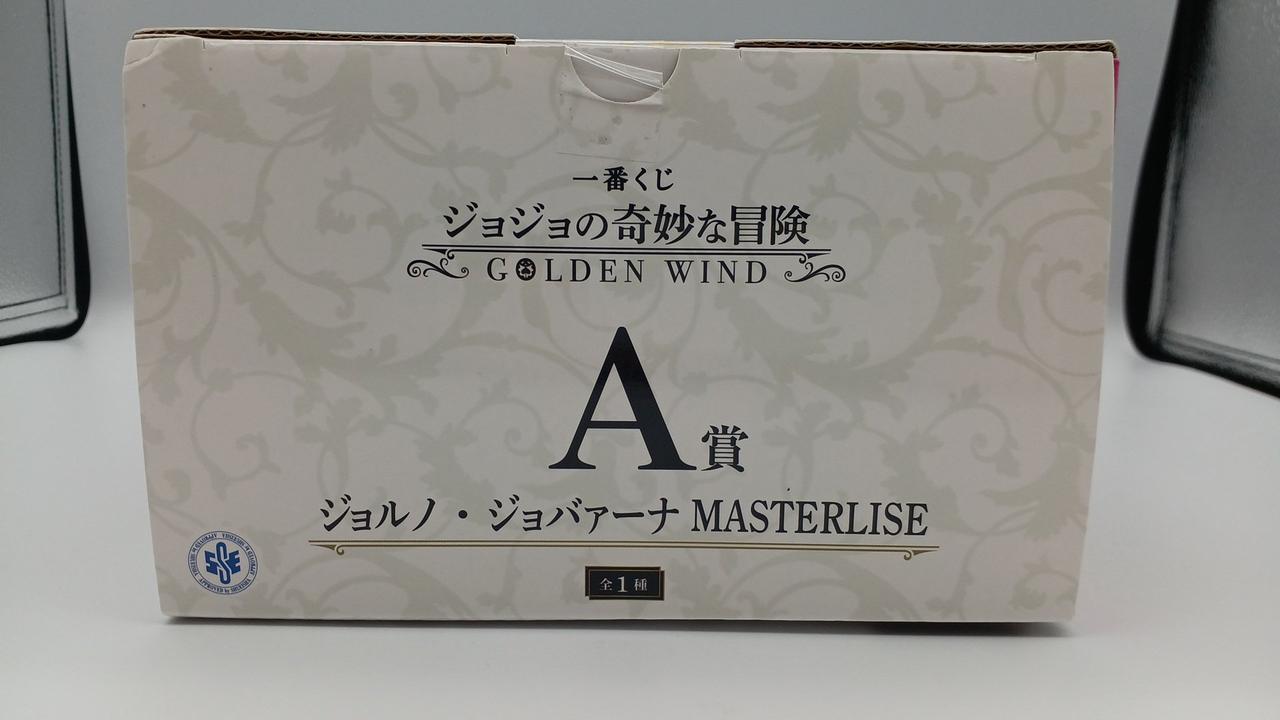 一番くじ
ジョジョの奇妙な冒険
GOLDEN WIND
A賞
ジョルノ・ジョバァーナ MASTERLISE
全1種